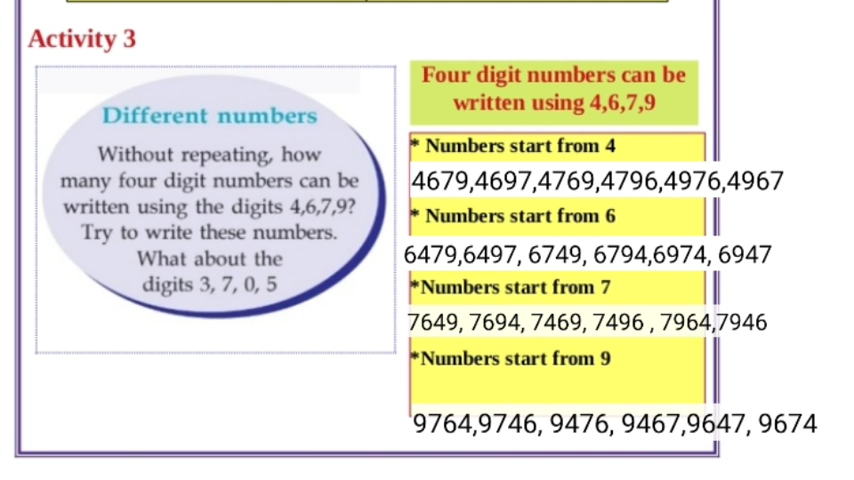 Activity 3
Different numbers
Without repeating, how
many four digit numbers can be
written using the digits 4,6,7,9?
Try to write these numbers.
What about the
digits 3, 7, 0, 5
Four digit numbers can be
written using 4,6,7,9
* Numbers start from 4
4679,4697,4769,4796,4976,4967
* Numbers start from 6
6479,6497, 6749, 6794,6974, 6947
*Numbers start from 7
7649, 7694, 7469, 7496 , 7964,7946
*Numbers start from 9
9764,9746, 9476, 9467,9647, 9674